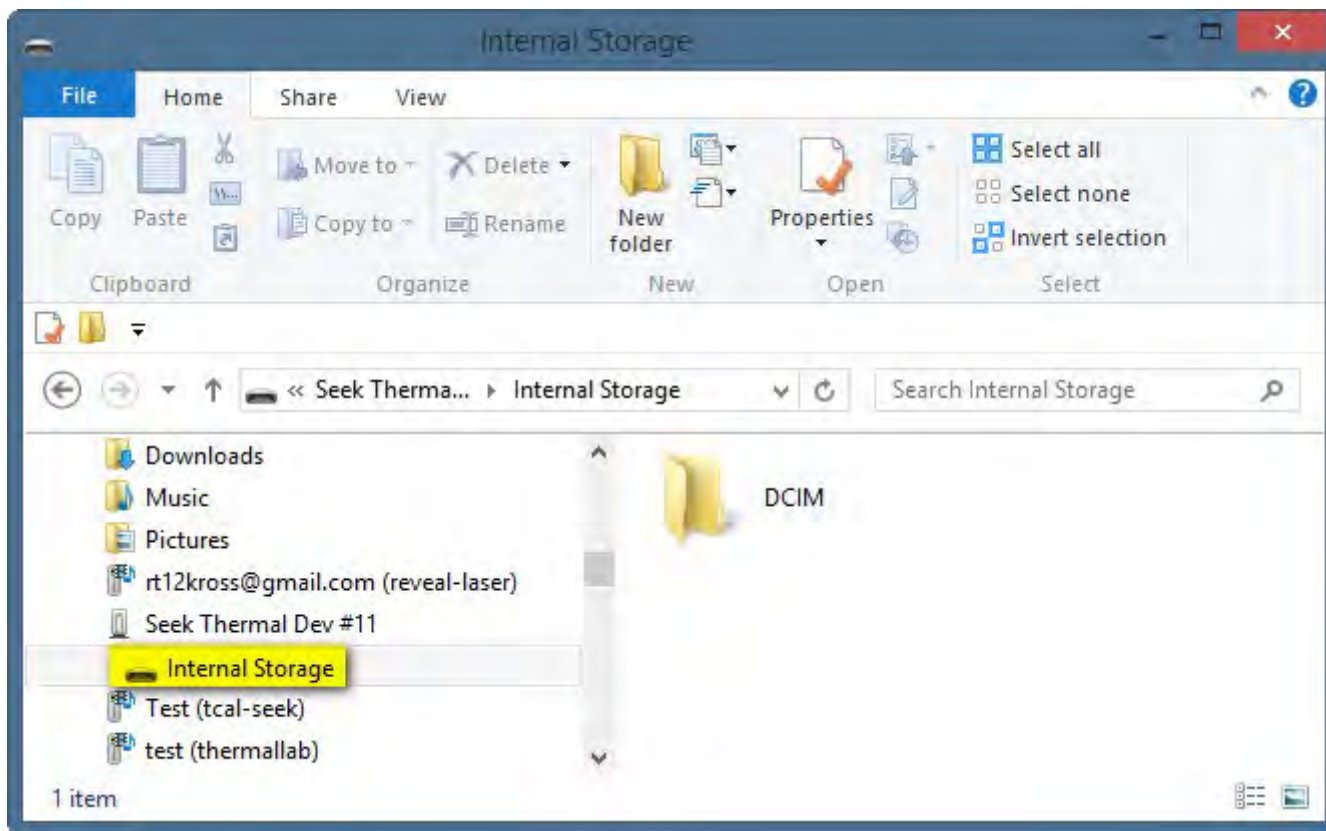 Internal Storage
File Home Share View
Copy Paste
Move to Delete
Copy to Rename
New folder
Properties
Select all
Select none
Invert selection
Clipboard Organize New Open Select
« Seek Therma... Internal Storage Search Internal Storage
Downloads
Music
Pictures
rt12kross@gmail.com (reveal-laser)
Seek Thermal Dev #11
Internal Storage
Test (tcal-seek)
test (thermallab)
DCIM
1 item